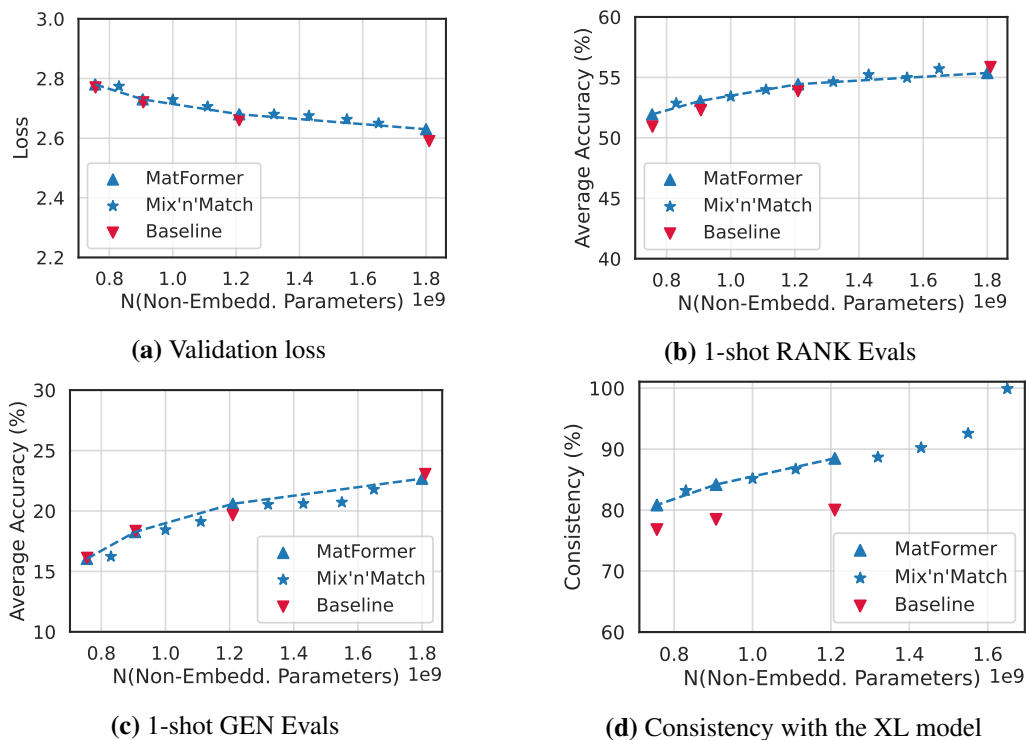 3.0
2.8
2.6
2.4
2.2
Loss
MatFormer
Mix'n'Match
Baseline
0.8 1.0 1.2 1.4 1.6 1.8
N(Non-Embedd. Parameters) 1e9
(a) Validation loss
60
55
50
45
40
Average Accuracy (%)
MatFormer
Mix'n'Match
Baseline
0.8 1.0 1.2 1.4 1.6 1.8
N(Non-Embedd. Parameters) 1e9
(b) 1-shot RANK Evals
30
25
20
15
10
Average Accuracy (%)
MatFormer
Mix'n'Match
Baseline
0.8 1.0 1.2 1.4 1.6 1.8
N(Non-Embedd. Parameters) 1e9
(c) 1-shot GEN Evals
100
90
80
70
60
Consistency (%)
MatFormer
Mix'n'Match
Baseline
0.8 1.0 1.2 1.4 1.6
N(Non-Embedd. Parameters) 1e9
(d) Consistency with the XL model